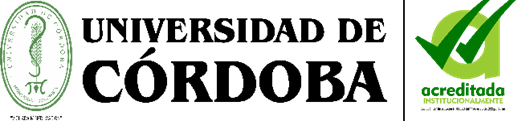 UNIVERSIDAD DE
CÓRDOBA
acreditada
INSTITUCIONALMENTE